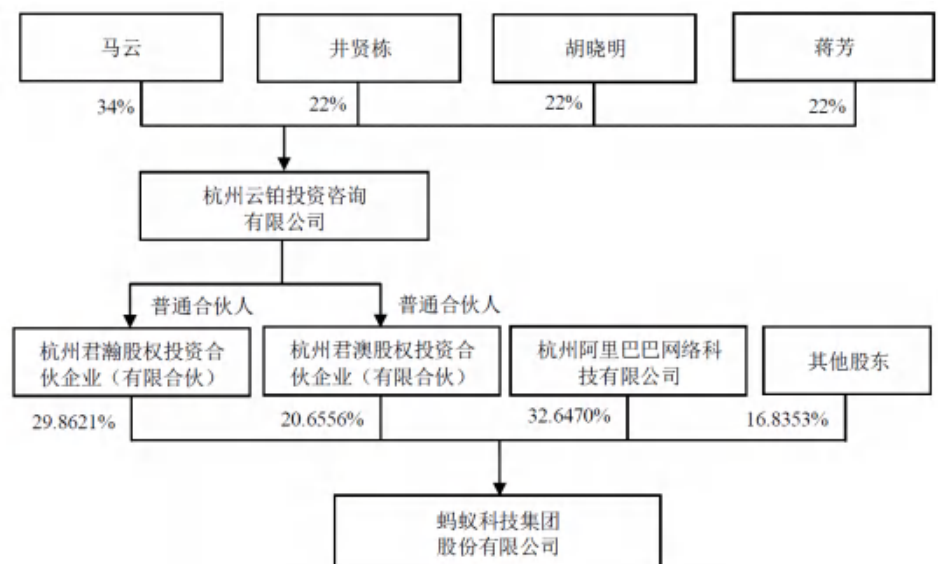 马云
井贤栋
胡晓明
蒋芳
34%
22%
22%
22%
杭州云铂投资咨询
有限公司
普通合伙人
普通合伙人
杭州君瀚股权投资合
伙企业（有限合伙）
杭州君澳股权投资合
伙企业（有限合伙）
杭州阿里巴巴网络科
技有限公司
其他股东
29.8621%
20.6556%
32.6470%
16.8353%
蚂蚁科技集团
股份有限公司